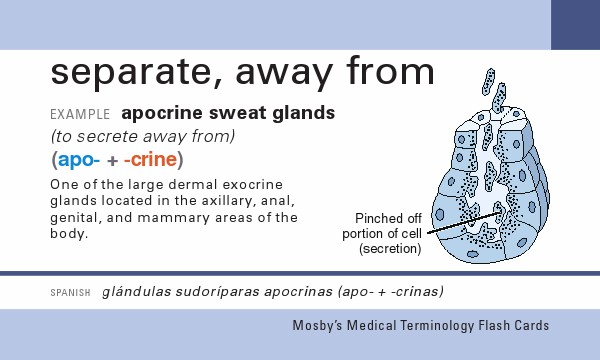 separate, away from
EXAMPLE apocrine sweat glands
(to secrete away from)
(apo- + -crine)
One of the large dermal exocrine
glands located in the axillary, anal,
genital, and mammary areas of the
body.
Pinched off
portion of cell
(secretion)
SPANISH glándulas sudoríparas apocrinas (apo- + -crinas)
Mosby's Medical Terminology Flash Cards